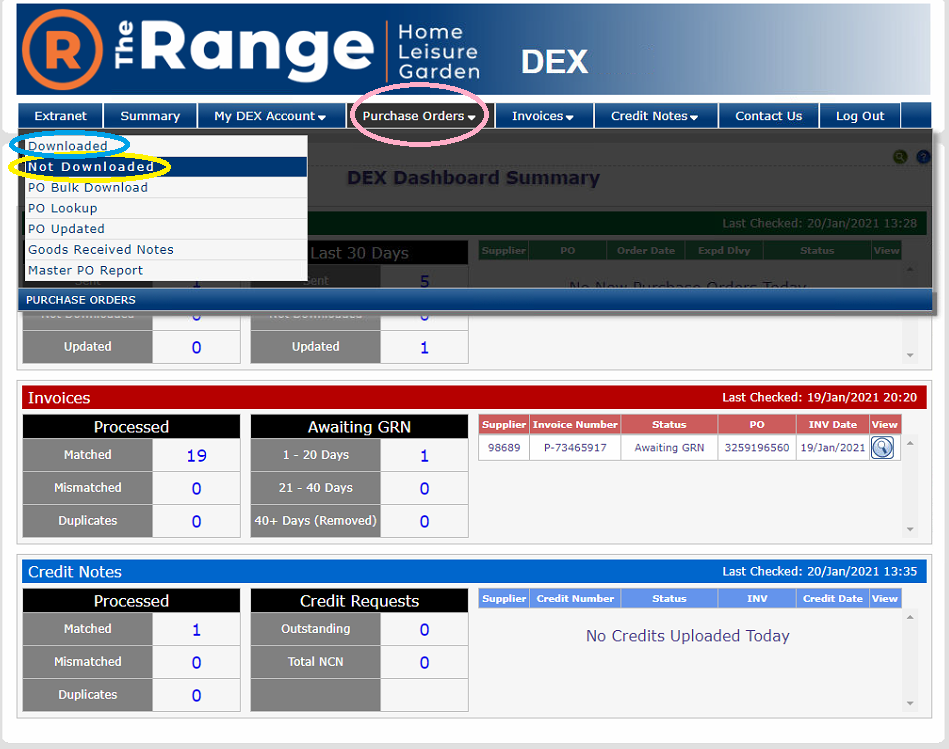 R The Range Home
Leisure
Garden
DEX
Extranet Summary My DEX Account Purchase Orders Invoices Credit Notes Contact Us Log Out
Downloaded
Not Downloaded
PO Bulk Download
PO Lookup
PO Updated
Goods Received Notes
Master PO Report
PURCHASE ORDERS
DEX Dashboard Summary
Last Checked: 20/Jan/2021 13:28
Last 30 Days
Supplier PO Order Date Expd Dlvy Status View
Sent 1 Sent 5
No New Purchase Orders Today
Not Downloaded 0 Not Downloaded 0
Updated 0 Updated 1
Invoices Last Checked: 19/Jan/2021 20:20
Processed Awaiting GRN
Supplier Invoice Number Status PO INV Date View
Matched 19 1 - 20 Days 1
98689 P-73465917 Awaiting GRN 3259196560 19/Jan/2021
Mismatched 0 21 - 40 Days 0
Duplicates 0 40+ Days (Removed) 0
Credit Notes Last Checked: 20/Jan/2021 13:35
Processed Credit Requests
Supplier Credit Number Status INV Credit Date View
Matched 1 Outstanding 0
No Credits Uploaded Today
Mismatched 0 Total NCN 0
Duplicates 0